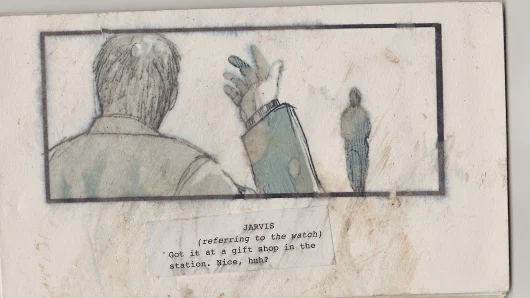 JARVIS
(referring to the watch)
Got it at a gift shop in the
station. Nice, huh?